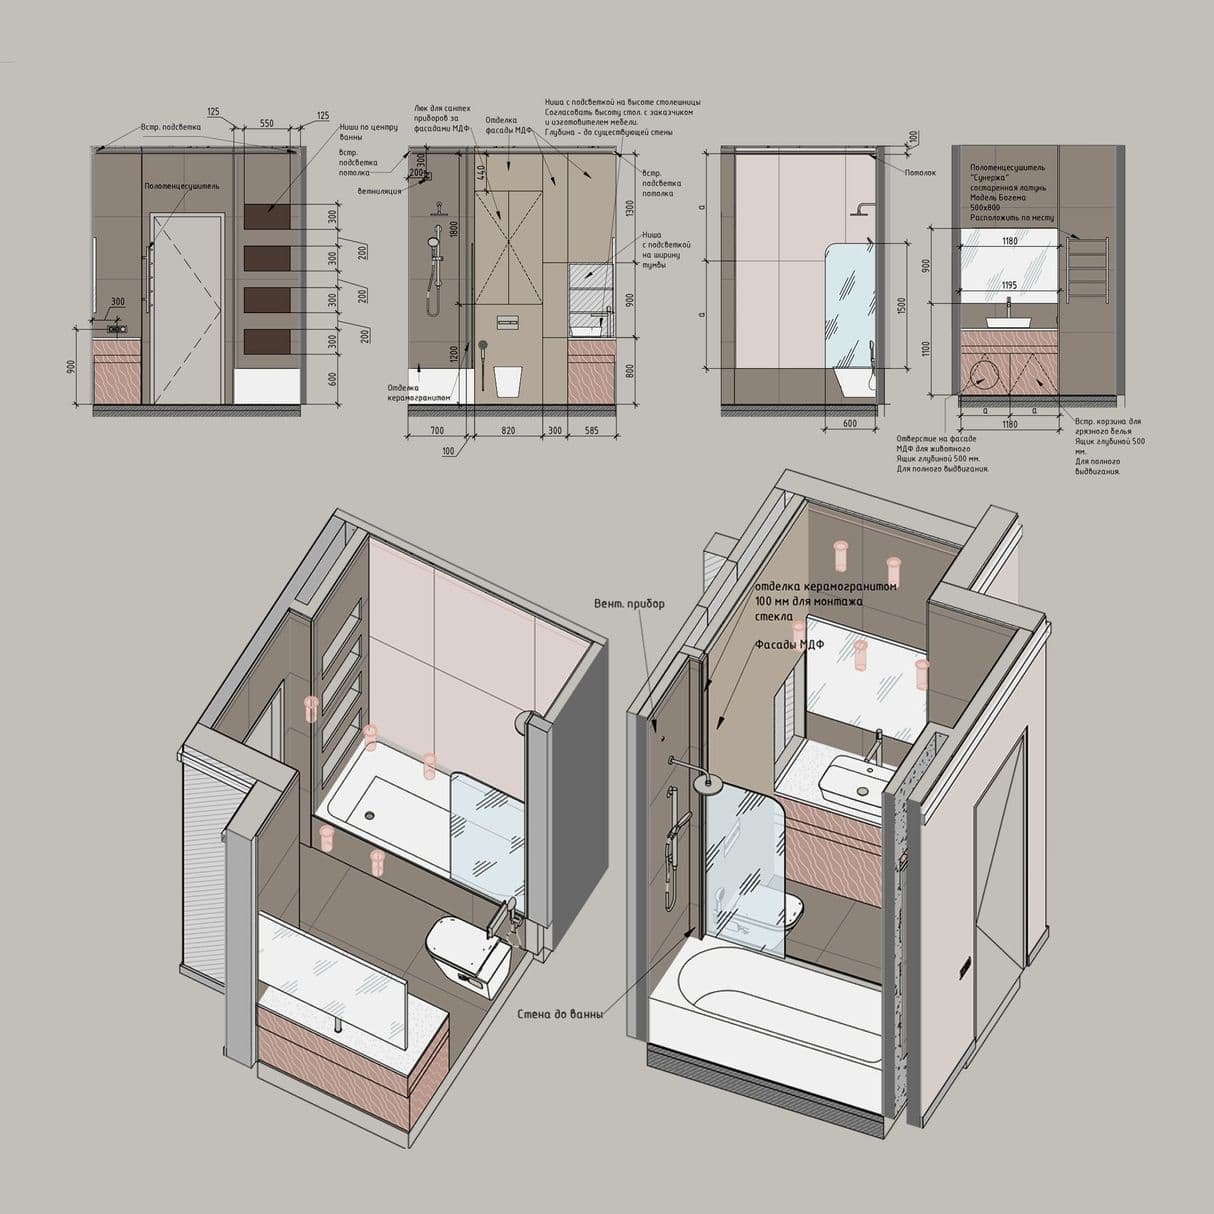 125
550
125
Встр. подсветка
Ниши по центру
ванны
Полотенцесушитель
300
900
300
200
300
200
300
200
300
600
Люк для сантех
приборов за
фасадами МДФ
Отделка
фасады МДФ
Ниша с подсветкой на высоте столешницы
Согласовать высоту стол. с заказчиком
и изготовителем мебели.
Глубина - до существующей стены
встр.
подсветка
потолка
вентиляция
300
200
440
1800
1200
встр.
подсветка
потолка
1300
Ниша
с подсветкой
на ширину
тумбы
900
800
Отделка
керамогранитом
700
820
300
585
100
100
Потолок
а
а
1500
600
Полотенцесушитель
"Сунержа"
состаренная латунь
Модель Богема
500х800
Расположить по месту
1180
1195
900
1100
а
а
1180
Отверстие на фасаде
МДФ для животного
Ящик глубиной 500 мм.
Для полного выдвигания.
Встр. корзина для
грязного белья
Ящик глубиной 500
мм.
Для полного
выдвигания.
Вент. прибор
отделка керамогранитом
100 мм для монтажа
стекла
Фасады МДФ
Стена до ванны